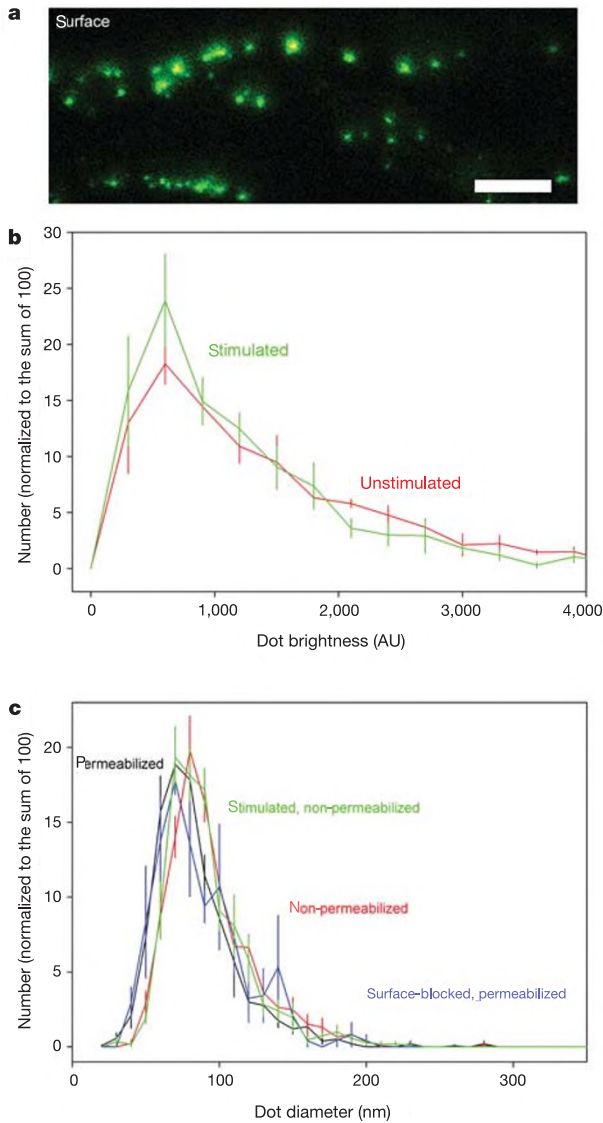 a
Surface
b
30
25
20
15
10
5
0
Number (normalized to the sum of 100)
Stimulated
Unstimulated
0
1,000
2,000
3,000
4,000
Dot brightness (AU)
c
20
15
10
5
0
Number (normalized to the sum of 100)
Permeabilized
Stimulated, non-permeabilized
Non-permeabilized
Surface-blocked, permeabilized
0
100
200
300
Dot diameter (nm)